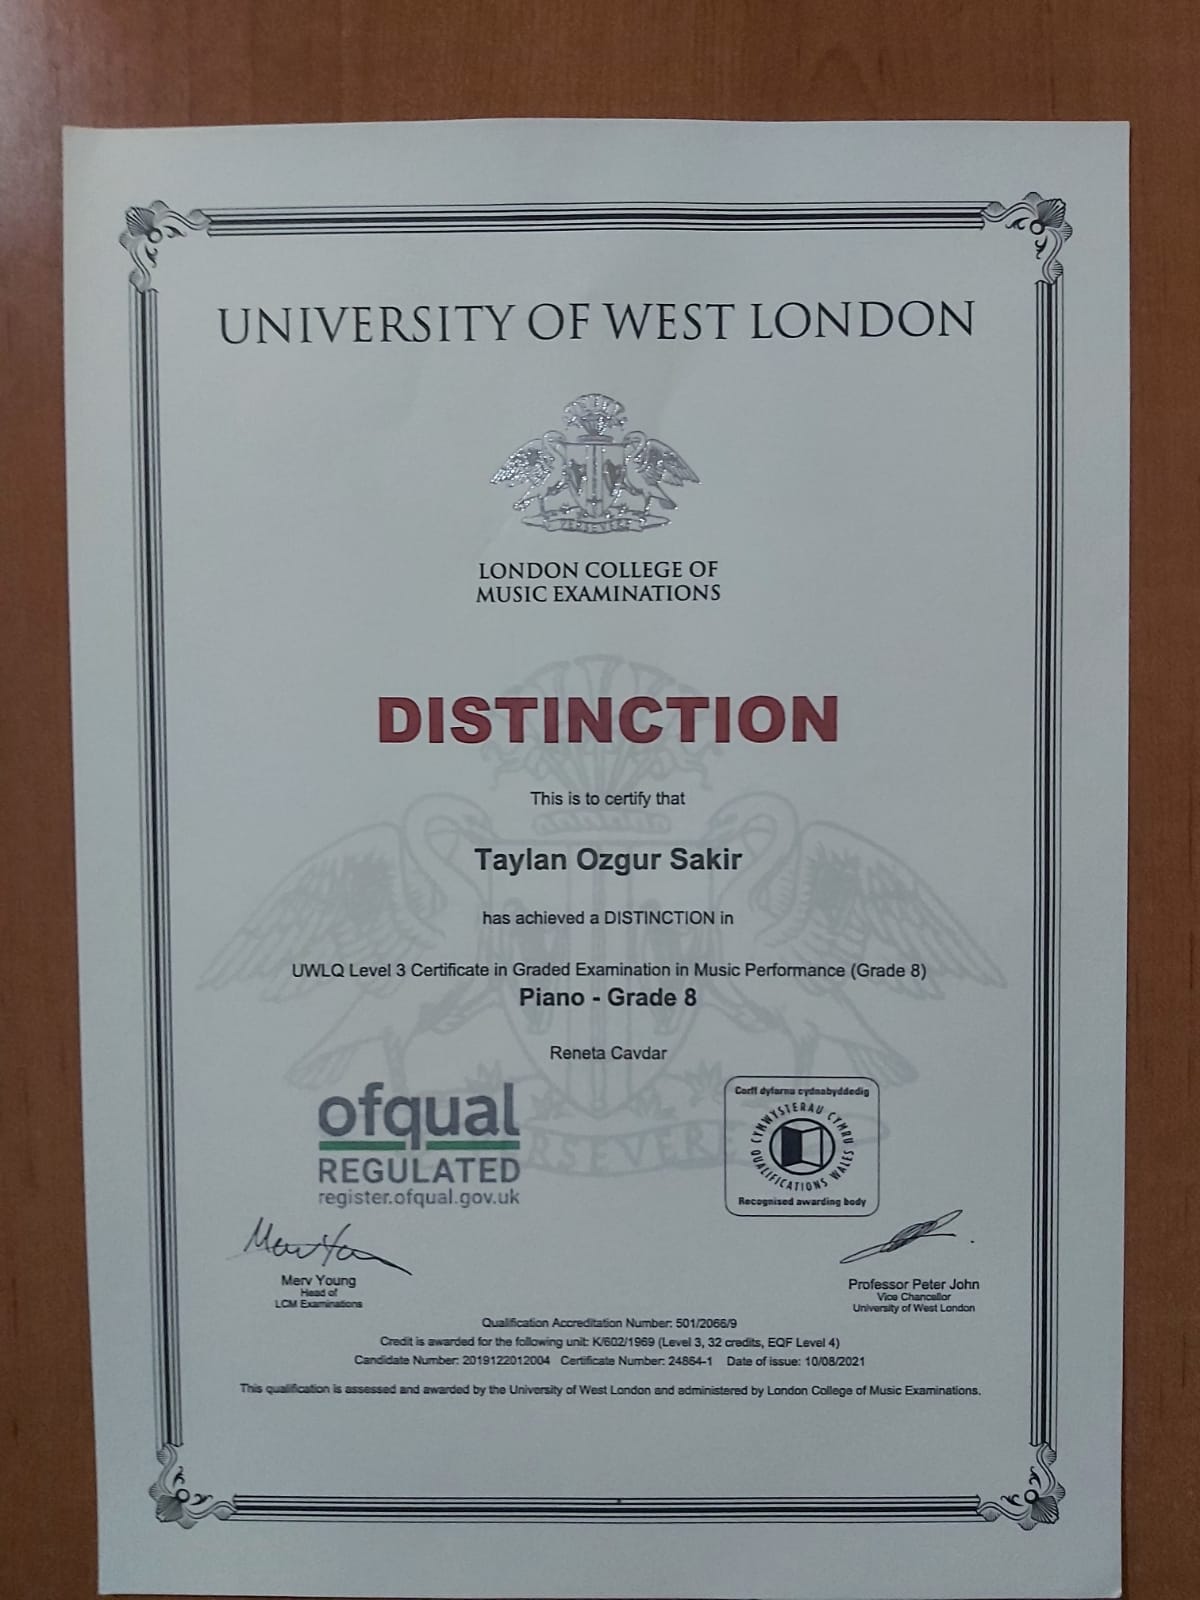 UNIVERSITY OF WEST LONDON
PERSEVERE
LONDON COLLEGE OF
MUSIC EXAMINATIONS
DISTINCTION
This is to certify that
Taylan Ozgur Sakir
has achieved a DISTINCTION in
UWLQ Level 3 Certificate in Graded Examination in Music Performance (Grade 8)
Piano - Grade 8
Reneta Cavdar
ofqual
REGULATED
register.ofqual.gov.uk
Corff dyfarnu cydnabyddedig
CYMWYSTERAU CYMRU
QUALIFICATIONS WALES
Recognised awarding body
PERSEVERE
Merv Young
Head of
LCM Examinations
Professor Peter John
Vice Chancellor
University of West London
Qualification Accreditation Number: 501/2066/9
Credit is awarded for the following unit: K/602/1969 (Level 3, 32 credits, EQF Level 4)
Candidate Number: 2019122012004 Certificate Number: 24864-1 Date of issue: 10/08/2021
This qualification is assessed and awarded by the University of West London and administered by London College of Music Examinations.